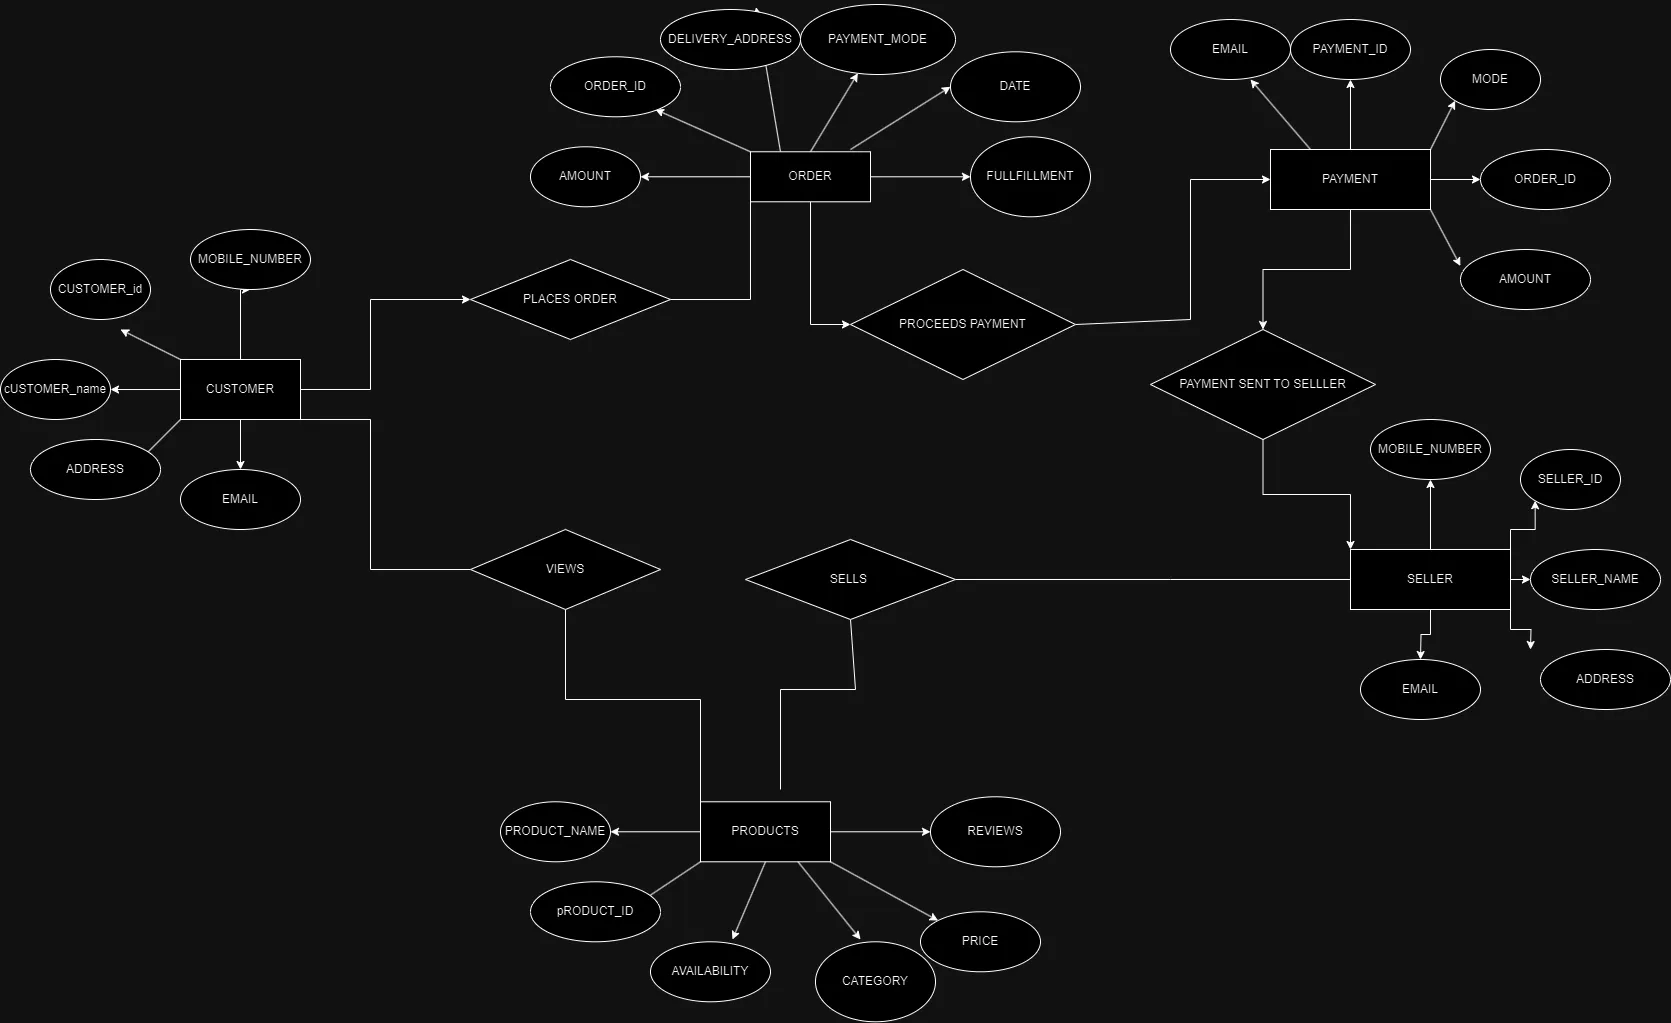 DELIVERY_ADDRESS
PAYMENT_MODE
ORDER_ID
DATE
AMOUNT
ORDER
FULLFILLMENT
EMAIL
PAYMENT_ID
MODE
PAYMENT
ORDER_ID
AMOUNT
MOBILE_NUMBER
CUSTOMER_id
cUSTOMER_name
CUSTOMER
ADDRESS
EMAIL
PLACES ORDER
PROCEEDS PAYMENT
PAYMENT SENT TO SELLLER
MOBILE_NUMBER
SELLER_ID
SELLER
SELLER_NAME
EMAIL
ADDRESS
VIEWS
SELLS
PRODUCT_NAME
PRODUCTS
REVIEWS
pRODUCT_ID
AVAILABILITY
CATEGORY
PRICE